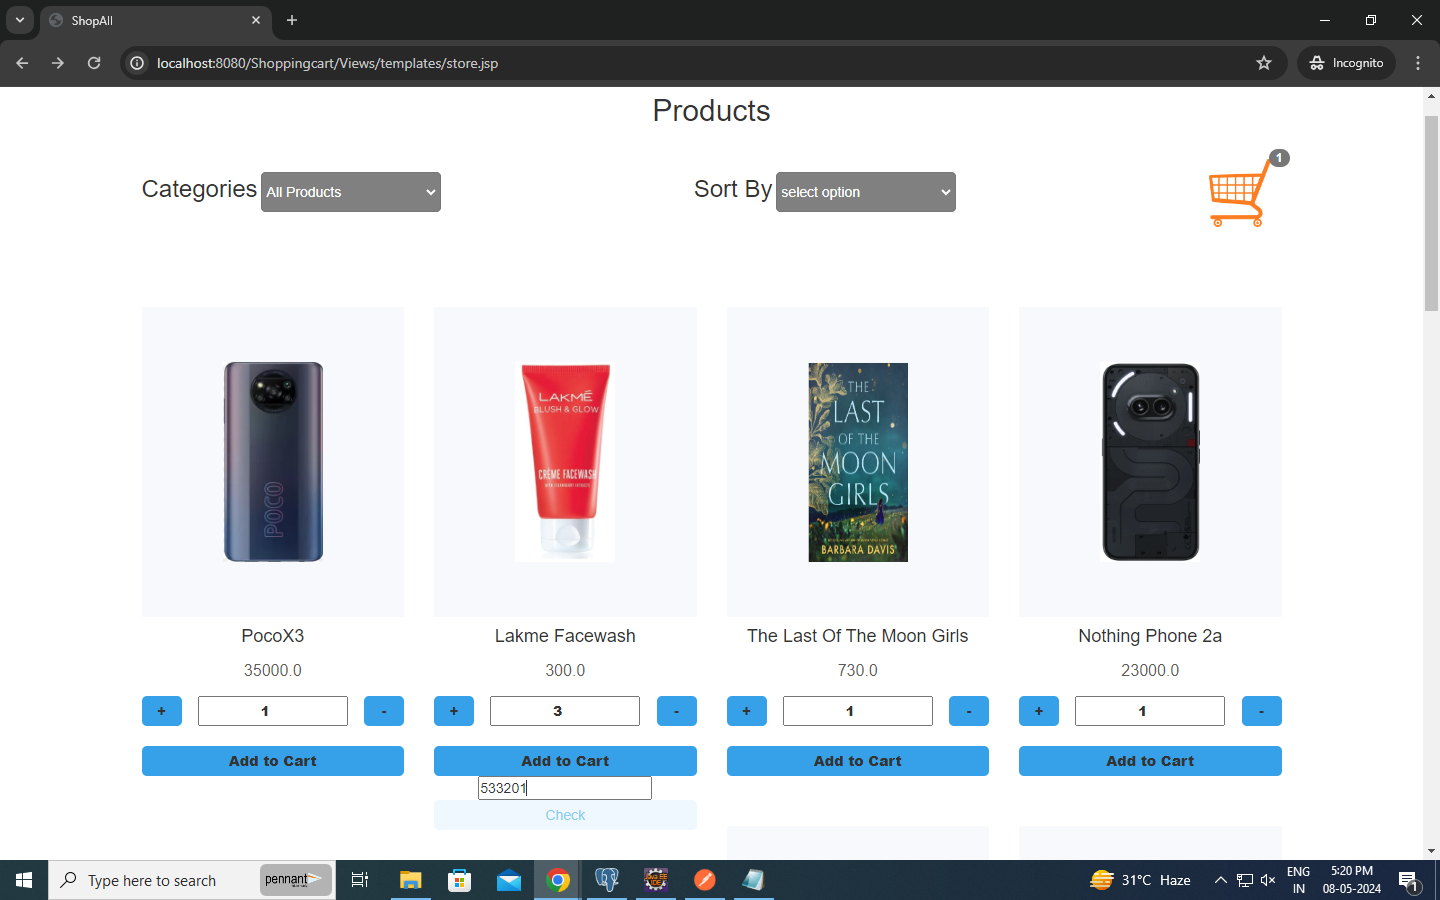 ShopAll
localhost:8080/Shoppingcart/Views/templates/store.jsp
Incognito
Products
1
Categories All Products
Sort By select option
POCO
LAKMÉ
BLUSH & GLOW
CRÈME FACEWASH
THE
LAST
OF THE
MOON
GIRLS
BARBARA DAVIS
PocoX3
Lakme Facewash
The Last Of The Moon Girls
Nothing Phone 2a
35000.0
300.0
730.0
23000.0
+ 1 -
+ 3 -
+ 1 -
+ 1 -
Add to Cart
Add to Cart
Add to Cart
Add to Cart
533201
Check
Type here to search
pennant
31°C Haze
ENG
IN
5:20 PM
08-05-2024
1